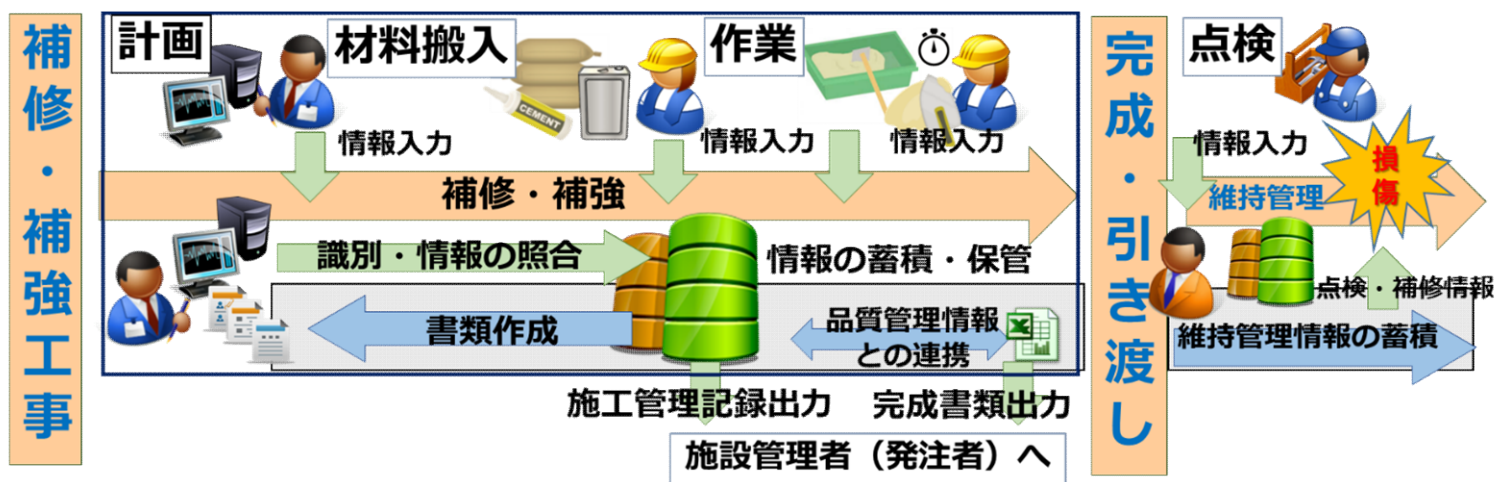 補修・補強工事
計画
材料搬入
CEMENT
作業
情報入力
情報入力
情報入力
補修・補強
識別・情報の照合
情報の蓄積・保管
書類作成
品質管理情報
との連携
施工管理記録出力
完成書類出力
施設管理者（発注者）へ
完成・引き渡し
点検
情報入力
損傷
維持管理
点検・補修情報
維持管理情報の蓄積